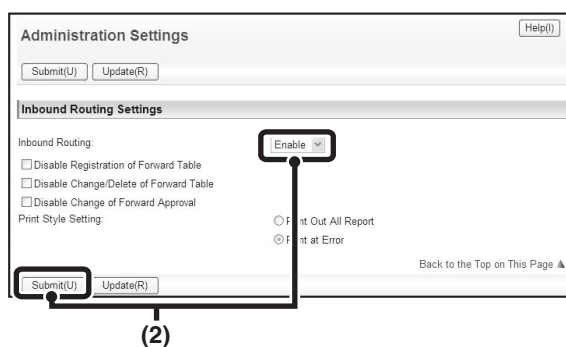 Administration Settings
Help(I)
Submit(U) Update(R)
Inbound Routing Settings
Inbound Routing: Enable
Disable Registration of Forward Table
Disable Change/Delete of Forward Table
Disable Change of Forward Approval
Print Style Setting: Print Out All Report
Print at Error
Back to the Top on This Page ▲
Submit(U) Update(R)
(2)